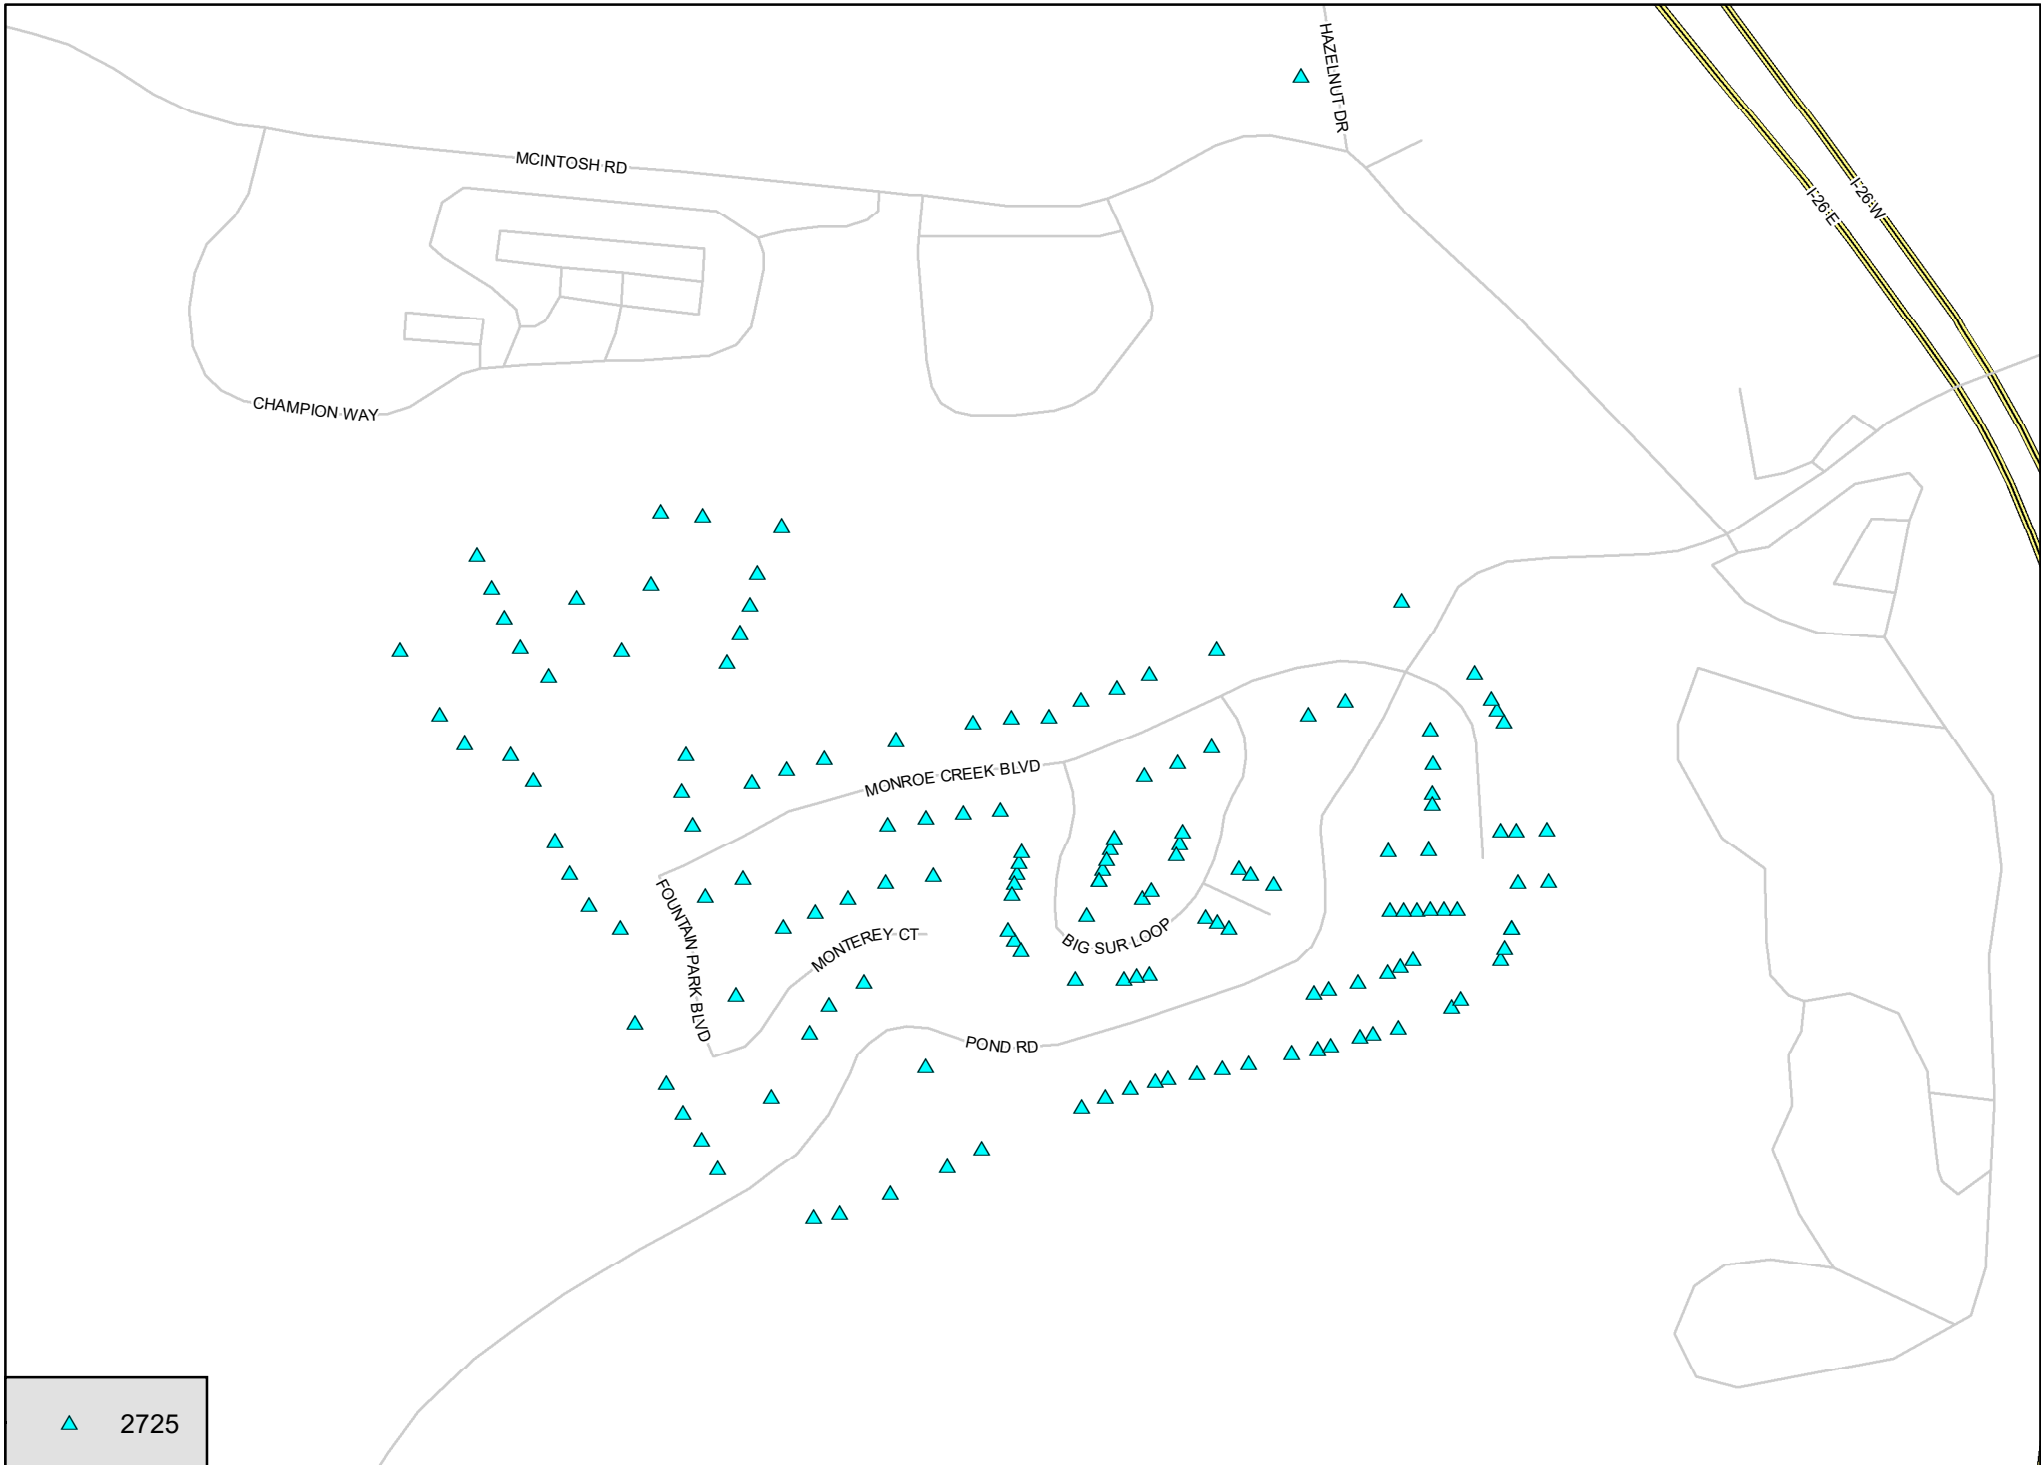 HAZELNUT DR
MCINTOSH RD
I-26 W
I-26 E
CHAMPION WAY
MONROE CREEK BLVD
FOUNTAIN PARK BLVD
MONTEREY CT
BIG SUR LOOP
POND RD
2725